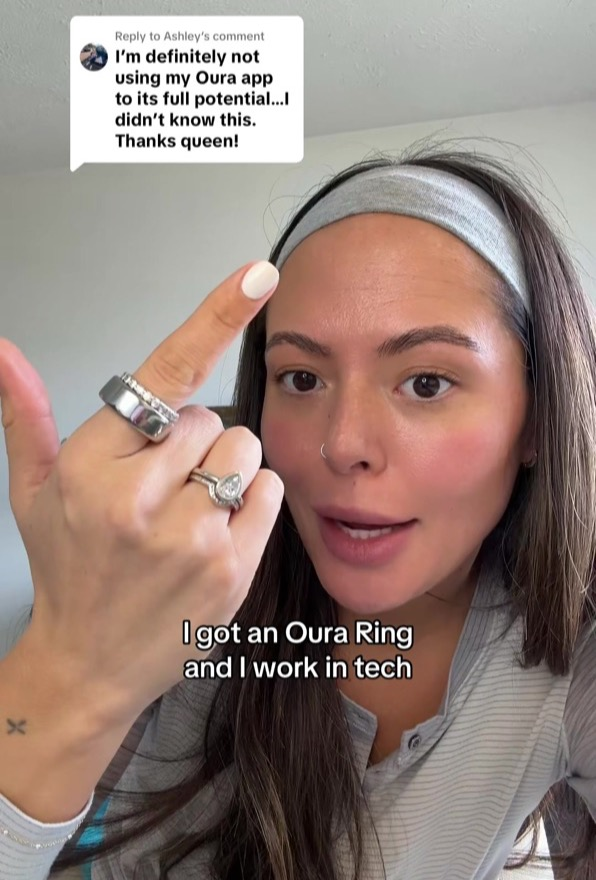 Reply to Ashley's comment
I'm definitely not
using my Oura app
to its full potential...I
didn't know this.
Thanks queen!
I got an Oura Ring
and I work in tech